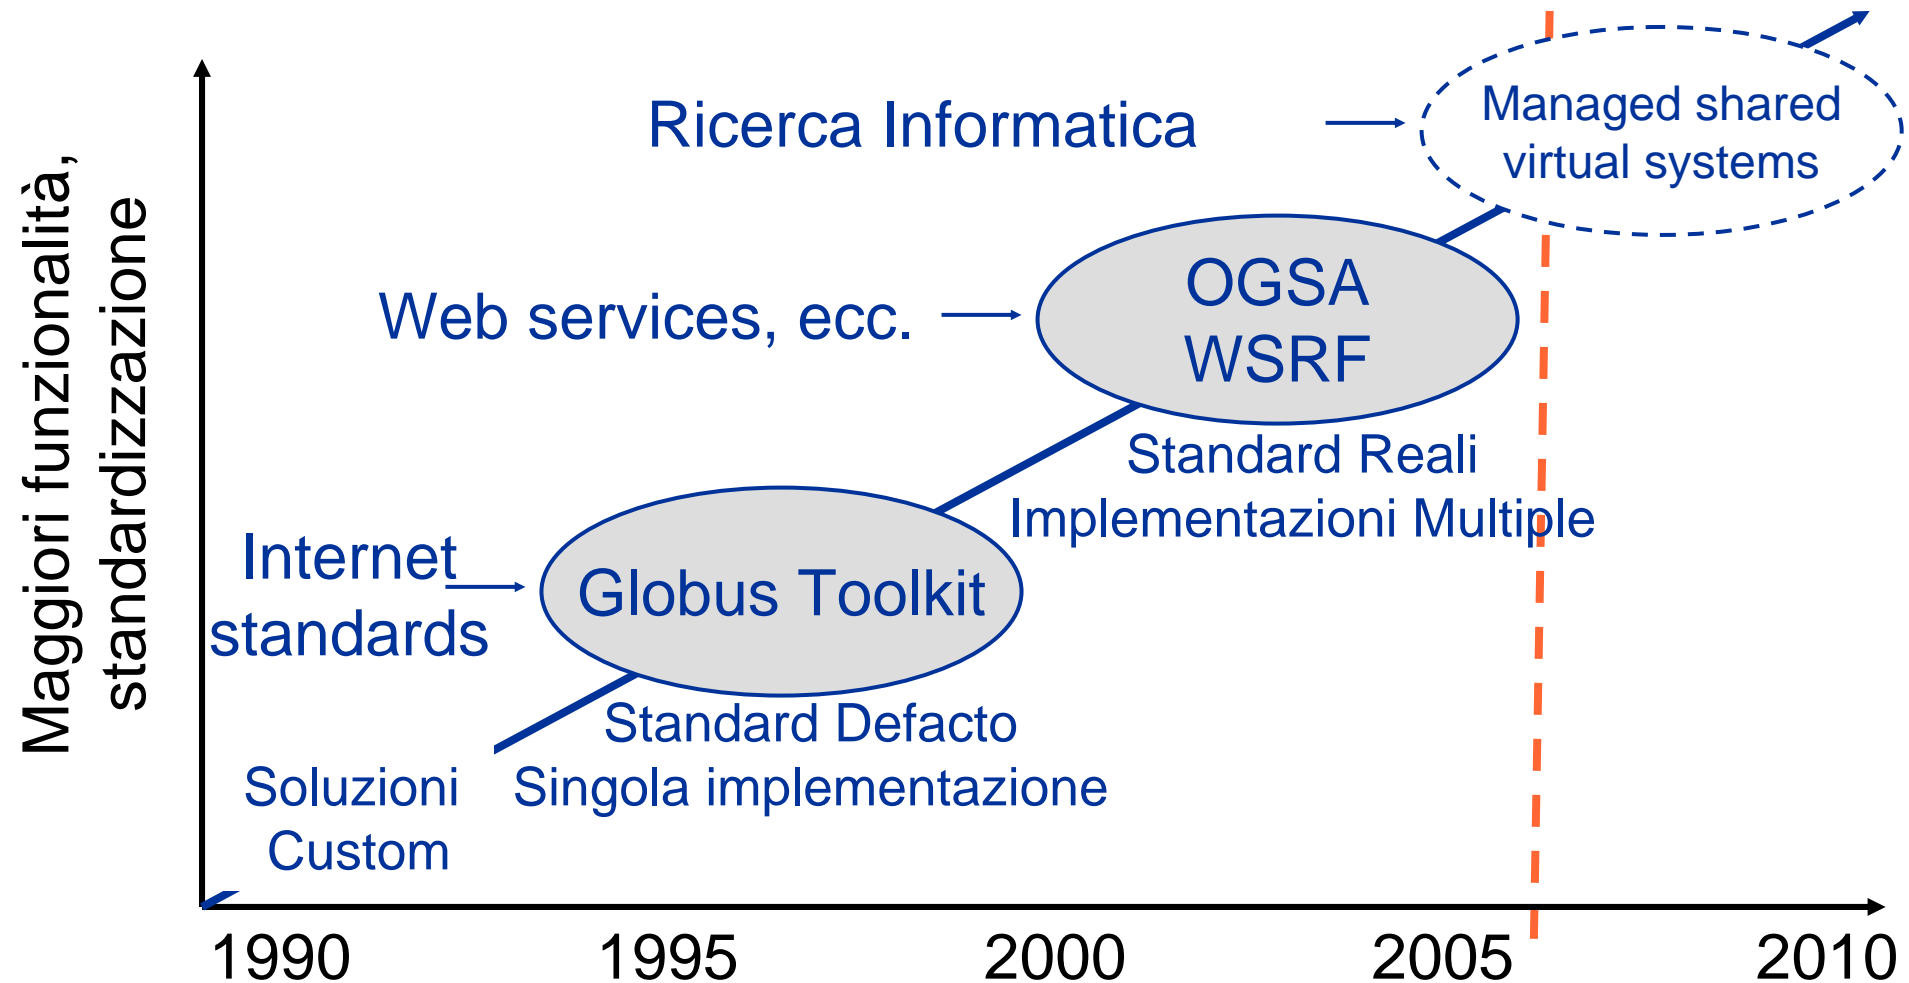 Maggiori funzionalità,
standardizzazione
Ricerca Informatica
Managed shared
virtual systems
Web services, ecc.
OGSA
WSRF
Standard Reali
Implementazioni Multiple
Internet
standards
Globus Toolkit
Standard Defacto
Singola implementazione
Soluzioni
Custom
1990 1995 2000 2005 2010